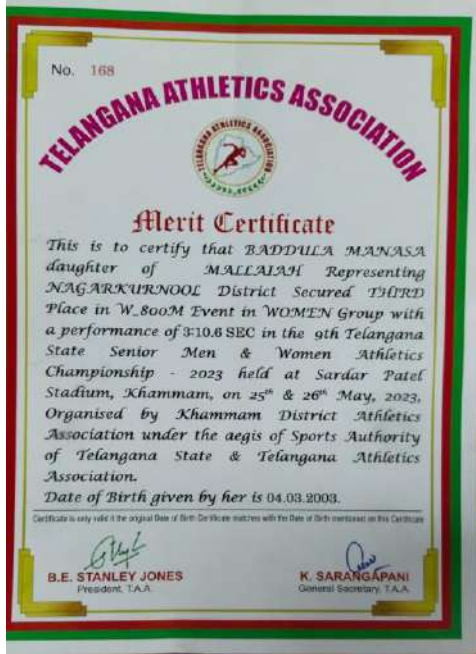 No. 168
TELANGANA ATHLETICS ASSOCIATION
TELANGANA ATHLETICS ASSOCIATION
Merit Certificate
This is to certify that BADDULA MANASA
daughter of MALLAIAH Representing
NAGARKURNOOL District Secured THIRD
Place in W_800M Event in WOMEN Group with
a performance of 3:10.6 SEC in the 9th Telangana
State Senior Men & Women Athletics
Championship - 2023 held at Sardar Patel
Stadium, Khammam, on 25th & 26th May, 2023,
Organised by Khammam District Athletics
Association under the aegis of Sports Authority
of Telangana State & Telangana Athletics
Association.
Date of Birth given by her is 04.03.2003.
Certificate is only valid if the original Date of Birth Certificate matches with the Date of Birth mentioned on this Certificate
B.E. STANLEY JONES
President, T.A.A.
K. SARANGAPANI
General Secretary, T.A.A.